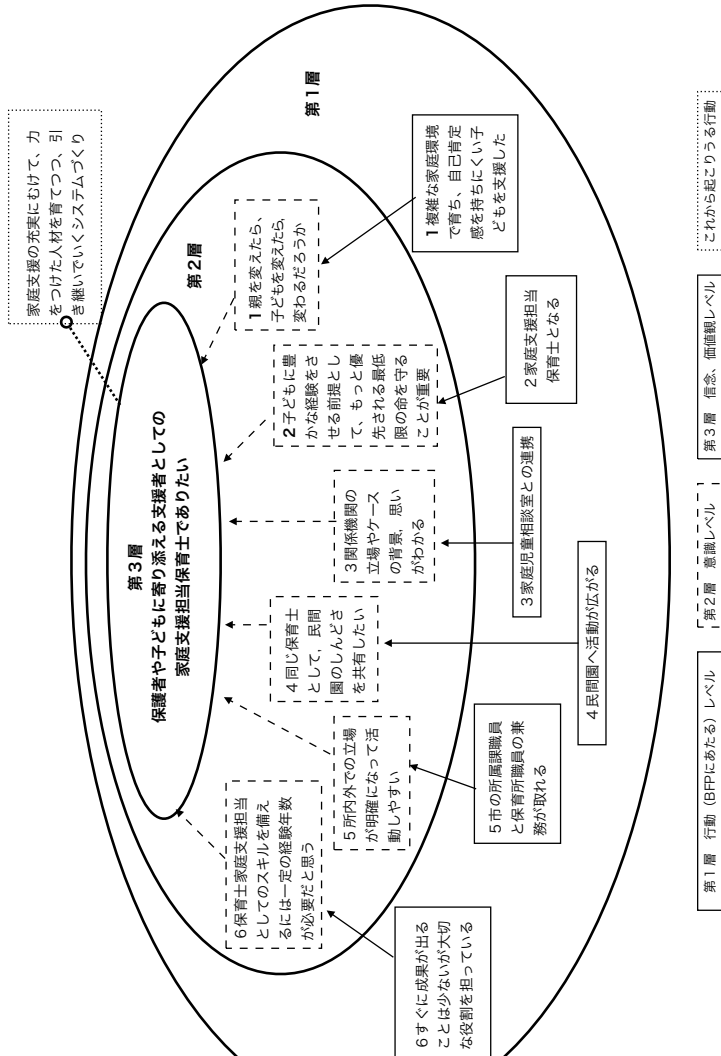 家庭支援の充実にむけて、力
をつけた人材を育てつつ、引
き継いでいくシステムづくり
第1層
第2層
第3層
保護者や子どもに寄り添える支援者としての
家庭支援担当保育士でありたい
6保育士家庭支援担当
としてのスキルを備え
るには一定の経験年数
が必要だと思う
5所内外での立場
が明確になって活
動しやすい
4同じ保育士
として，民間
園のしんどさ
を共有したい
3関係機関の
立場やケース
の背景，思い
がわかる
2子どもに豊
かな経験をさ
せる前提とし
て、もっと優
先される最低
限の命を守る
ことが重要
1親を変えたら、
子どもを変えたら、
変わるだろうか
6すぐに成果が出る
ことは少ないが大切
な役割を担っている
5市の所属課職員
と保育所職員の兼
務が取れる
4民間園へ活動が広がる
3家庭児童相談室との連携
2家庭支援担当
保育士となる
1複雑な家庭環境
で育ち、自己肯定
感を持ちにくい子
どもを支援した
第1層　行動（BFPにあたる）レベル
第2層　意識レベル
第3層　信念、価値観レベル
これから起こりうる行動